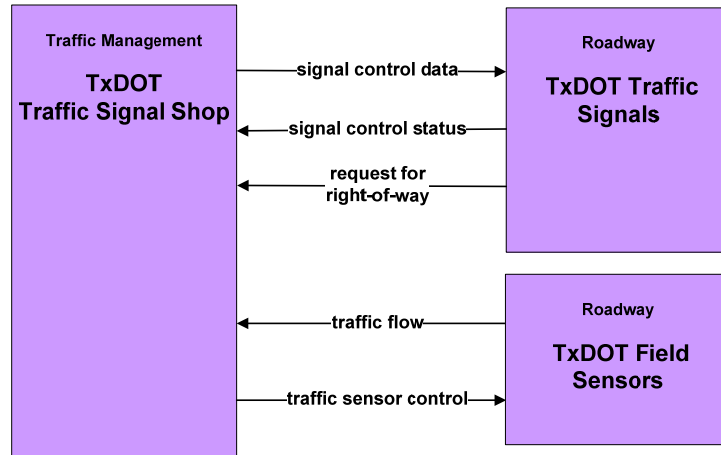 Traffic Management
TxDOT
Traffic Signal Shop
signal control data
signal control status
request for
right-of-way
traffic flow
traffic sensor control
Roadway
TxDOT Traffic
Signals
Roadway
TxDOT Field
Sensors